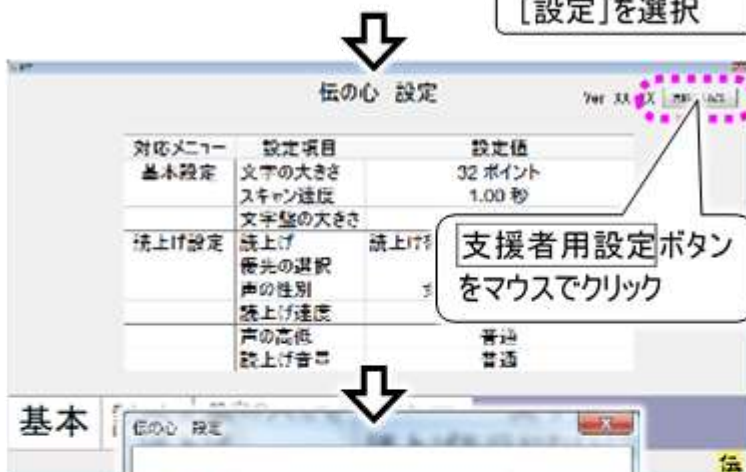 [設定]を選択
伝の心 設定
Ver XX
対応メニュー 設定項目 設定値
基本設定 文字の大きさ 32 ポイント
スキャン速度 1.00 秒
文字盤の大きさ
読上げ設定 読上げ 読上げ
優先の選択
声の性別
読上げ速度
声の高低 普通
読上げ音量 普通
支援者用設定ボタン
をマウスでクリック
基本
伝の心 設定
伝